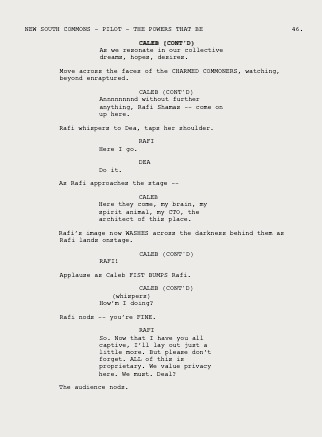 NEW SOUTH COMMONS - PILOT - THE POWERS THAT BE 46.
CALEB (CONT'D)
As we resonate in our collective
dreams, hopes, desires.
Move across the faces of the CHARMED COMMONERS, watching,
beyond enraptured.
CALEB (CONT'D)
Annnnnnnnd without further
anything, Rafi Shamas -- come on
up here.
Rafi whispers to Dea, taps her shoulder.
RAFI
Here I go.
DEA
Do it.
As Rafi approaches the stage --
CALEB
Here they come, my brain, my
spirit animal, my CTO, the
architect of this place.
Rafi's image now WASHES across the darkness behind them as
Rafi lands onstage.
CALEB (CONT'D)
RAFI!
Applause as Caleb FIST BUMPS Rafi.
CALEB (CONT'D)
(whispers)
How'm I doing?
Rafi nods -- you're FINE.
RAFI
So. Now that I have you all
captive, I'll lay out just a
little more. But please don't
forget. ALL of this is
proprietary. We value privacy
here. We must. Deal?
The audience nods.